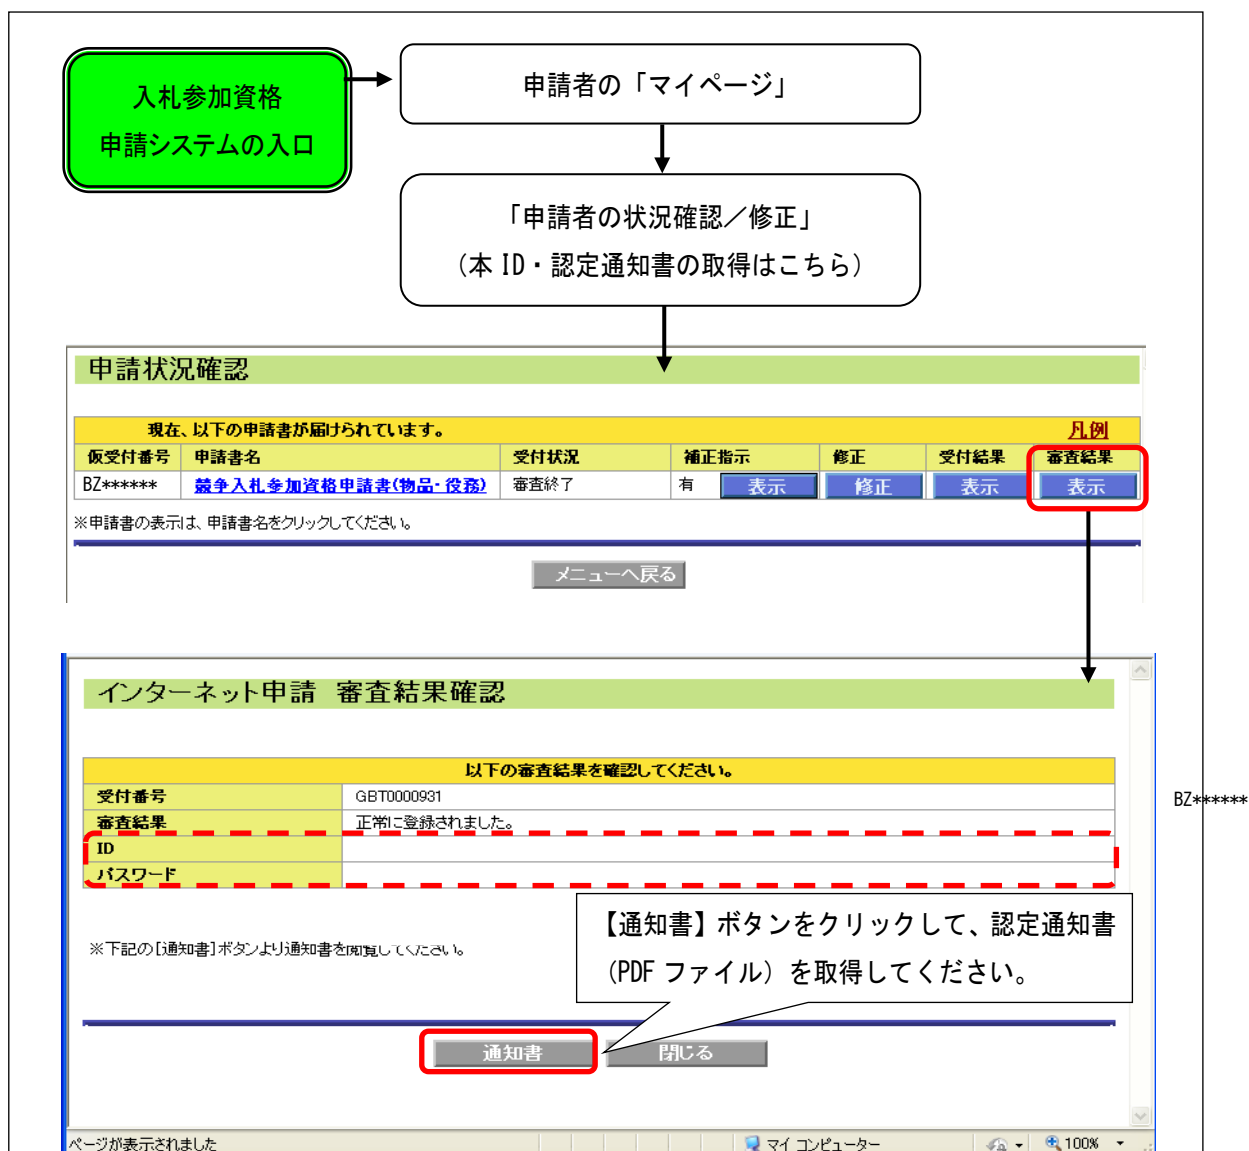 入札参加資格
申請システムの入口
申請者の「マイページ」
「申請者の状況確認／修正」
（本 ID・認定通知書の取得はこちら）
申請状況確認
現在、以下の申請書が届けられています。 凡例
仮受付番号 申請書名 受付状況 補正指示 修正 受付結果 審査結果
BZ****** 競争入札参加資格申請書(物品・役務) 審査終了 有 表示 修正 表示 表示
※申請書の表示は、申請書名をクリックしてください。
メニューへ戻る
インターネット申請 審査結果確認
以下の審査結果を確認してください。
受付番号 GBT0000931
BZ******
審査結果 正常に登録されました。
ID
パスワード
【通知書】ボタンをクリックして、認定通知書
（PDF ファイル）を取得してください。
※下記の[通知書]ボタンより通知書を閲覧してください。
通知書 閉じる
ページが表示されました マイ コンピューター 100%